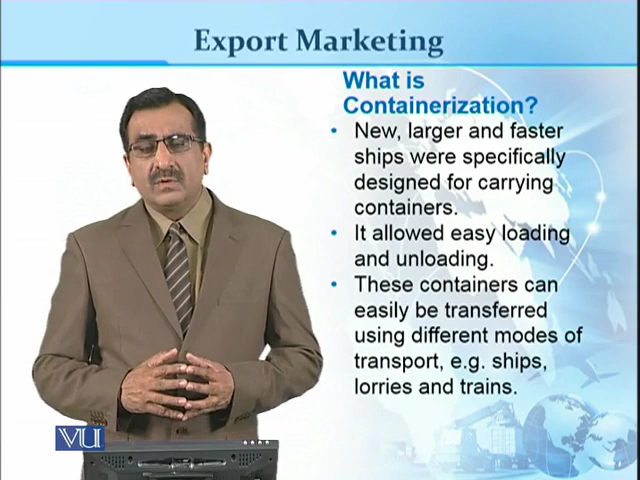 Export Marketing
What is
Containerization?
• New, larger and faster
ships were specifically
designed for carrying
containers.
• It allowed easy loading
and unloading.
• These containers can
easily be transferred
using different modes of
transport, e.g. ships,
lorries and trains.
VU